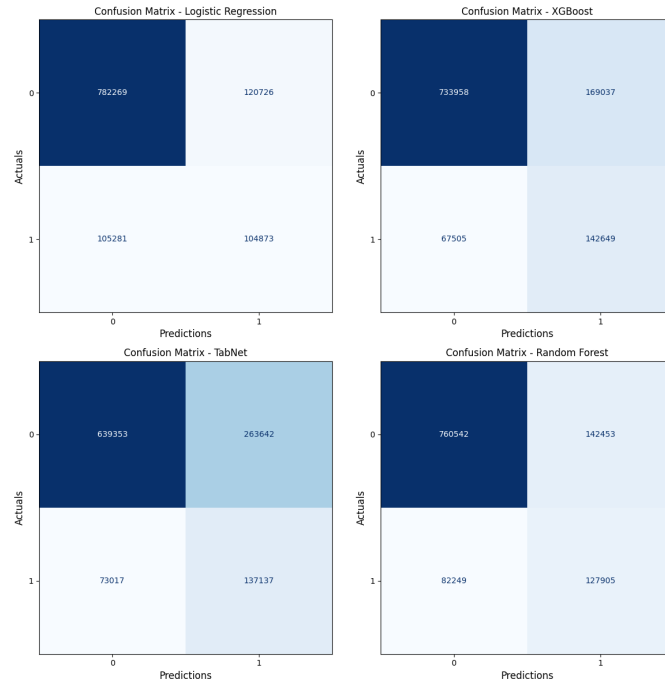 Confusion Matrix - Logistic Regression
0
782269
120726
Actuals
1
105281
104873
0
1
Predictions
Confusion Matrix - XGBoost
0
733958
169037
Actuals
1
67505
142649
0
1
Predictions
Confusion Matrix - TabNet
0
639353
263642
Actuals
1
73017
137137
0
1
Predictions
Confusion Matrix - Random Forest
0
760542
142453
Actuals
1
82249
127905
0
1
Predictions